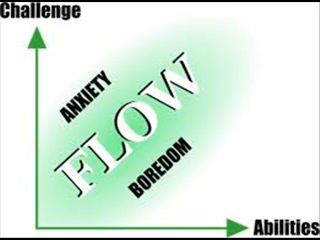 Challenge
ANXIETY
FLOW
BOREDOM
Abilities